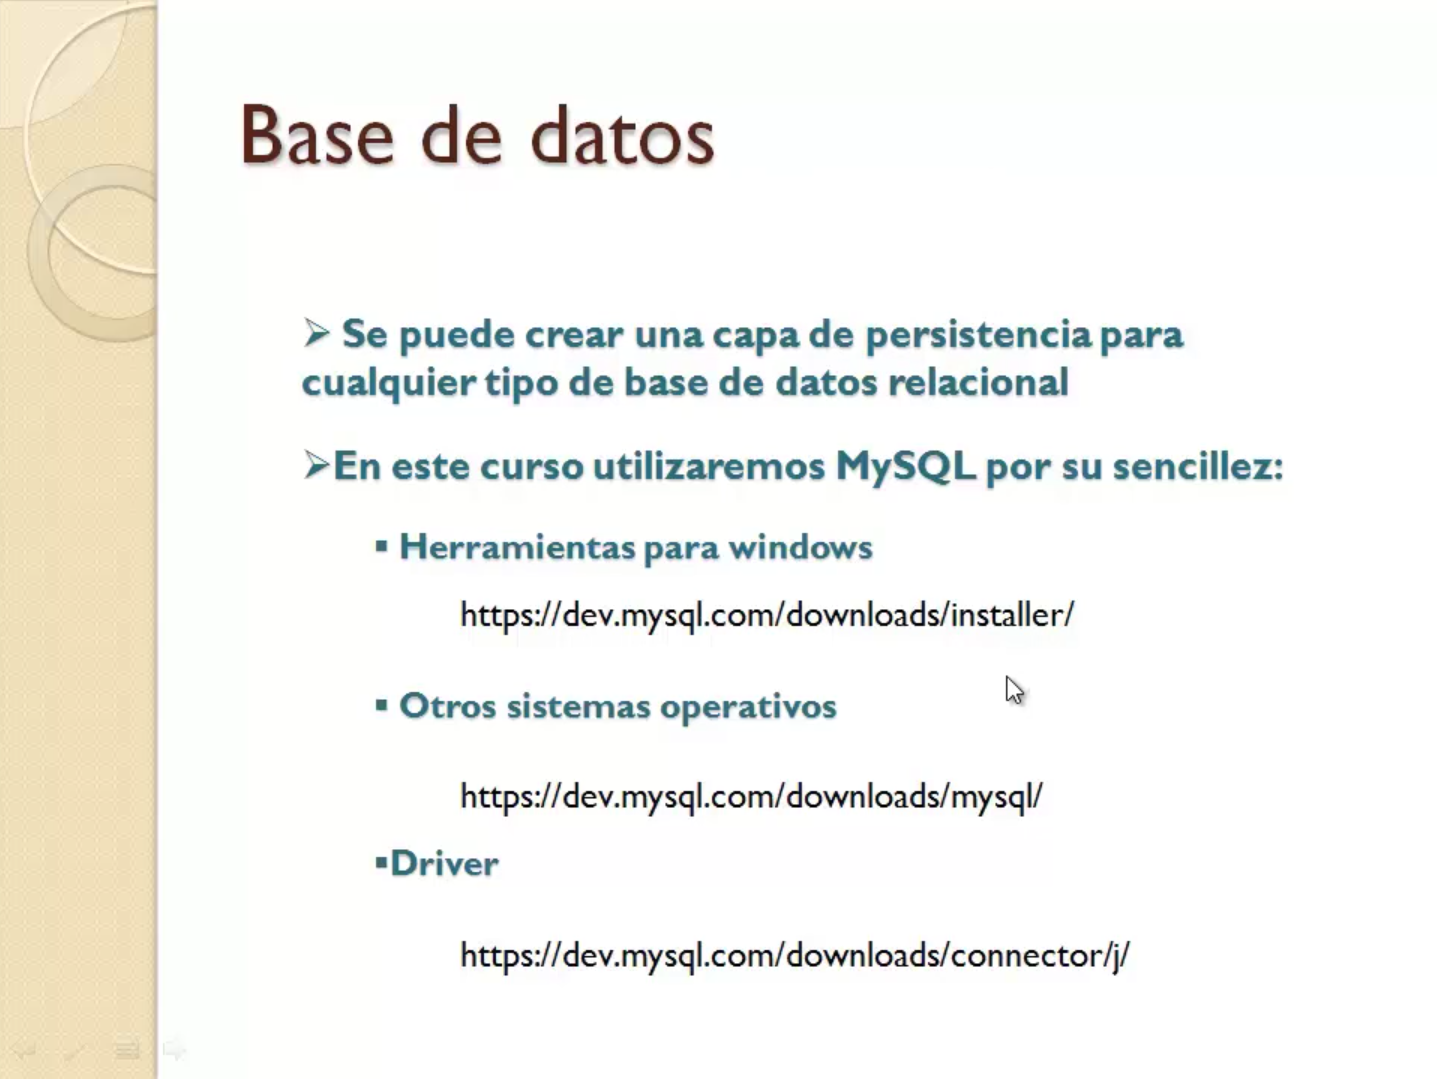 Base de datos
➢ Se puede crear una capa de persistencia para
cualquier tipo de base de datos relacional
➢En este curso utilizaremos MySQL por su sencillez:
▪ Herramientas para windows
https://dev.mysql.com/downloads/installer/
▪ Otros sistemas operativos
https://dev.mysql.com/downloads/mysql/
▪Driver
https://dev.mysql.com/downloads/connector/j/